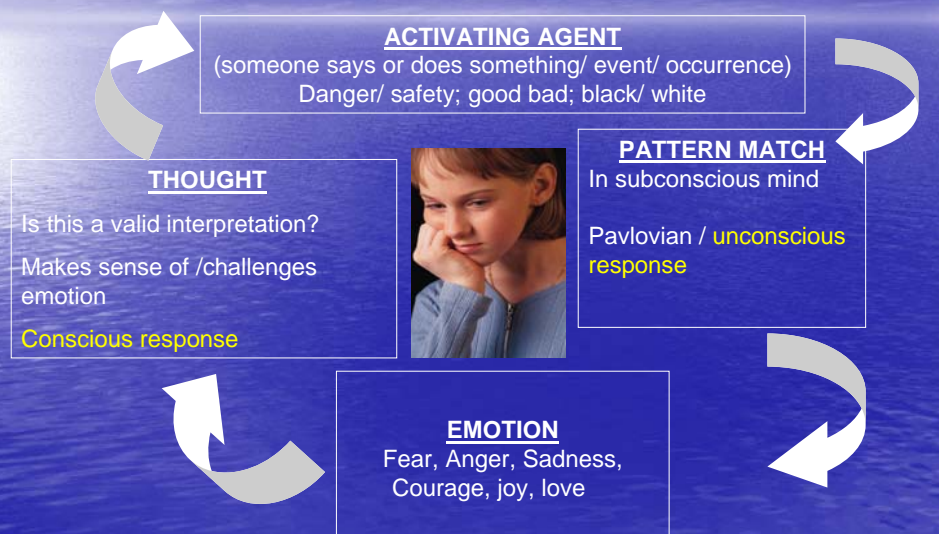 ACTIVATING AGENT
(someone says or does something/ event/ occurrence)
Danger/ safety; good bad; black/ white
PATTERN MATCH
In subconscious mind
Pavlovian / unconscious
response
EMOTION
Fear, Anger, Sadness,
Courage, joy, love
THOUGHT
Is this a valid interpretation?
Makes sense of /challenges
emotion
Conscious response